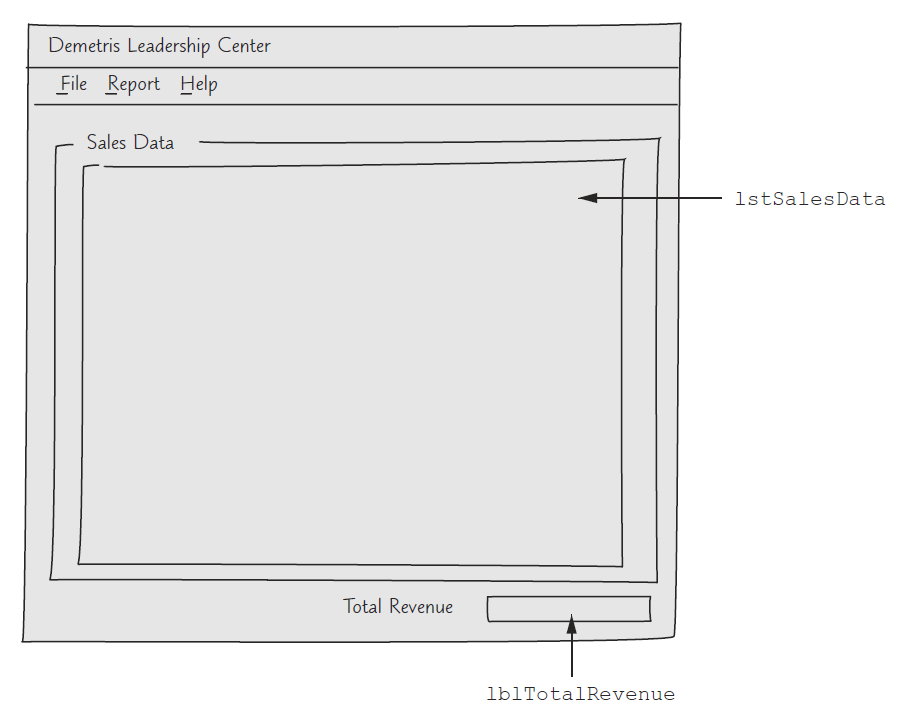 Demetris Leadership Center
File Report Help
Sales Data
lstSalesData
Total Revenue
lblTotalRevenue